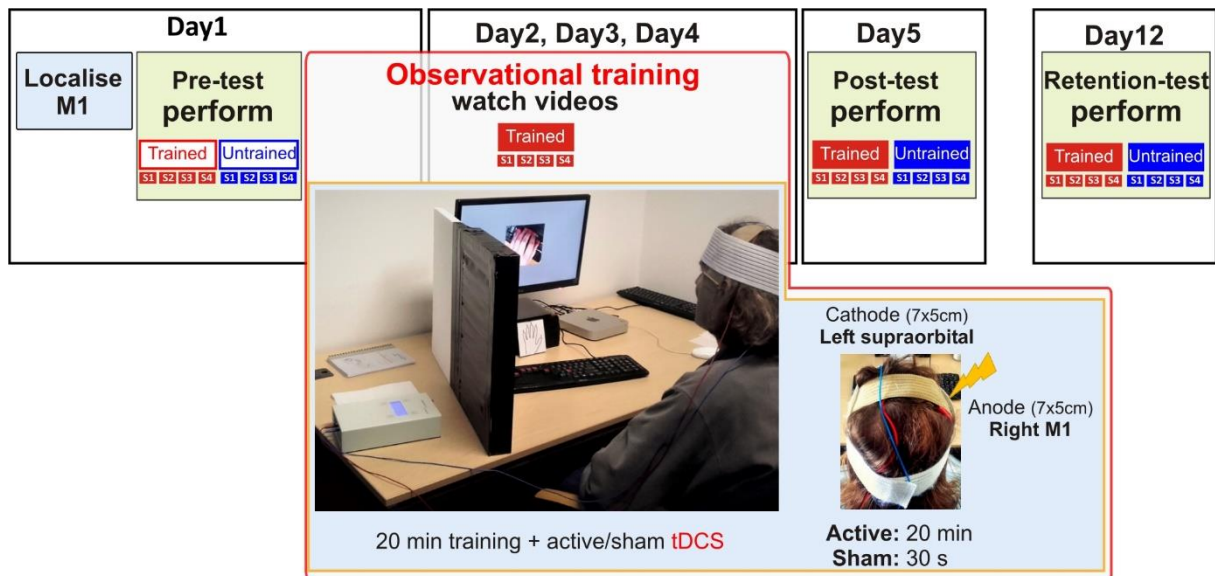 Day1
Localise
M1
Pre-test
perform
Trained Untrained
S1 S2 S3 S4 S1 S2 S3 S4
Day2, Day3, Day4
Observational training
watch videos
Trained
S1 S2 S3 S4
Day5
Post-test
perform
Trained Untrained
S1 S2 S3 S4 S1 S2 S3 S4
Day12
Retention-test
perform
Trained Untrained
S1 S2 S3 S4 S1 S2 S3 S4
20 min training + active/sham tDCS
Cathode (7x5cm)
Left supraorbital
Anode (7x5cm)
Right M1
Active: 20 min
Sham: 30 s